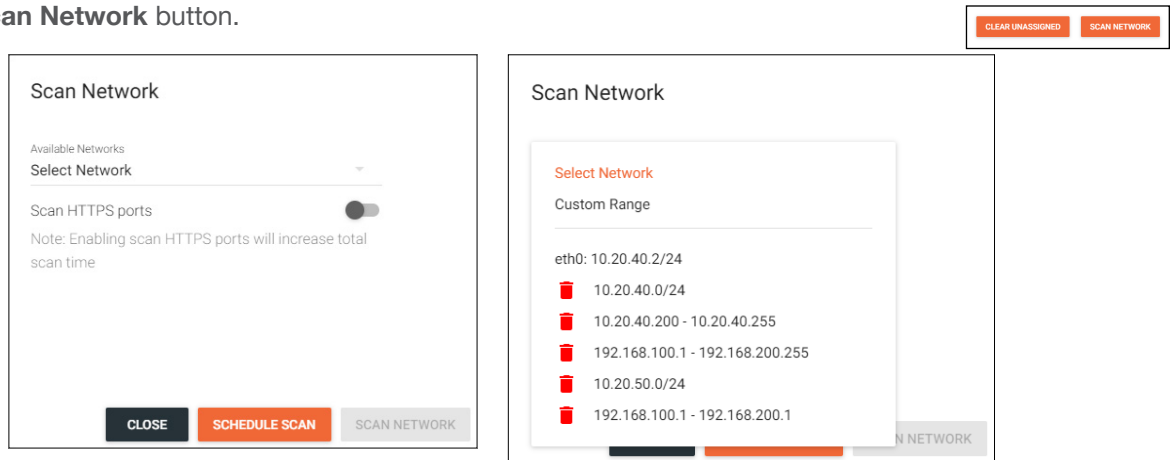 an Network button.
CLEAR UNASSIGNED SCAN NETWORK
Scan Network
Available Networks
Select Network
Scan HTTPS ports
Note: Enabling scan HTTPS ports will increase total
scan time
CLOSE SCHEDULE SCAN SCAN NETWORK
Scan Network
Select Network
Custom Range
eth0: 10.20.40.2/24
10.20.40.0/24
10.20.40.200 - 10.20.40.255
192.168.100.1 - 192.168.200.255
10.20.50.0/24
192.168.100.1 - 192.168.200.1
N NETWORK